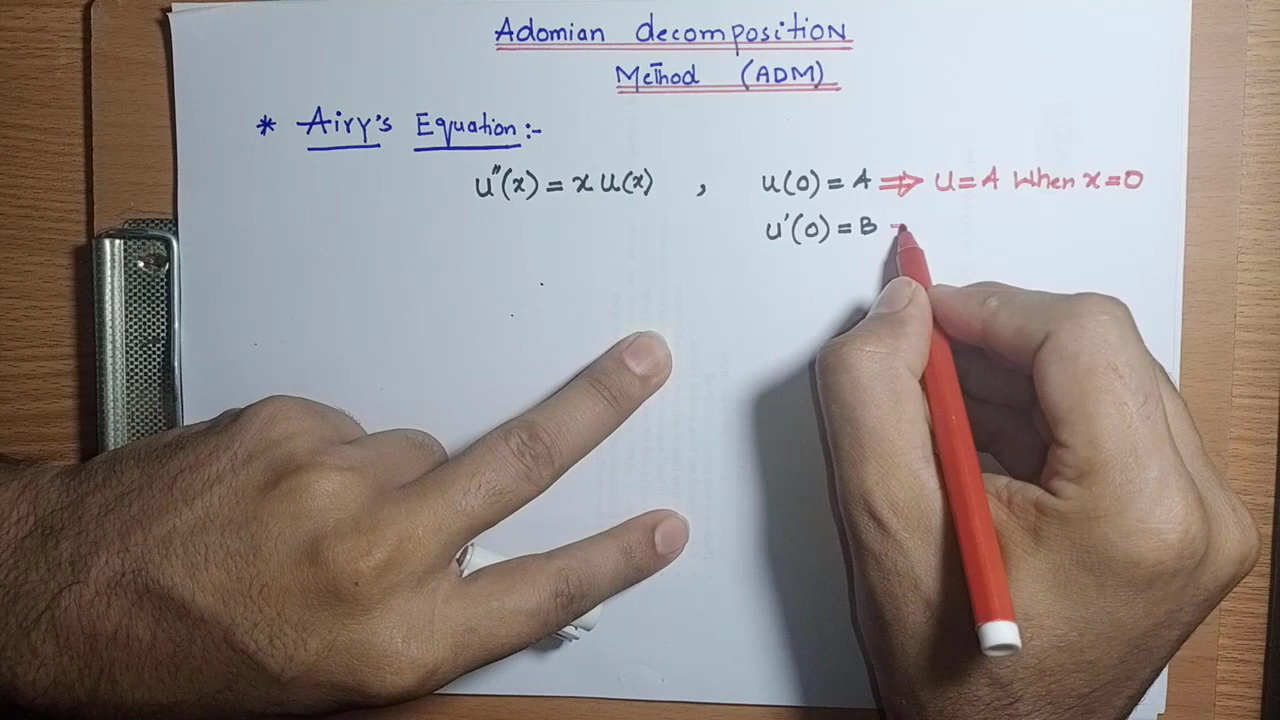 Adomian decomposition
Method (ADM)
* Airy's Equation:-
u''(x) = x u(x) , u(0) = A ⟹ u = A When x = 0
u'(0) = B